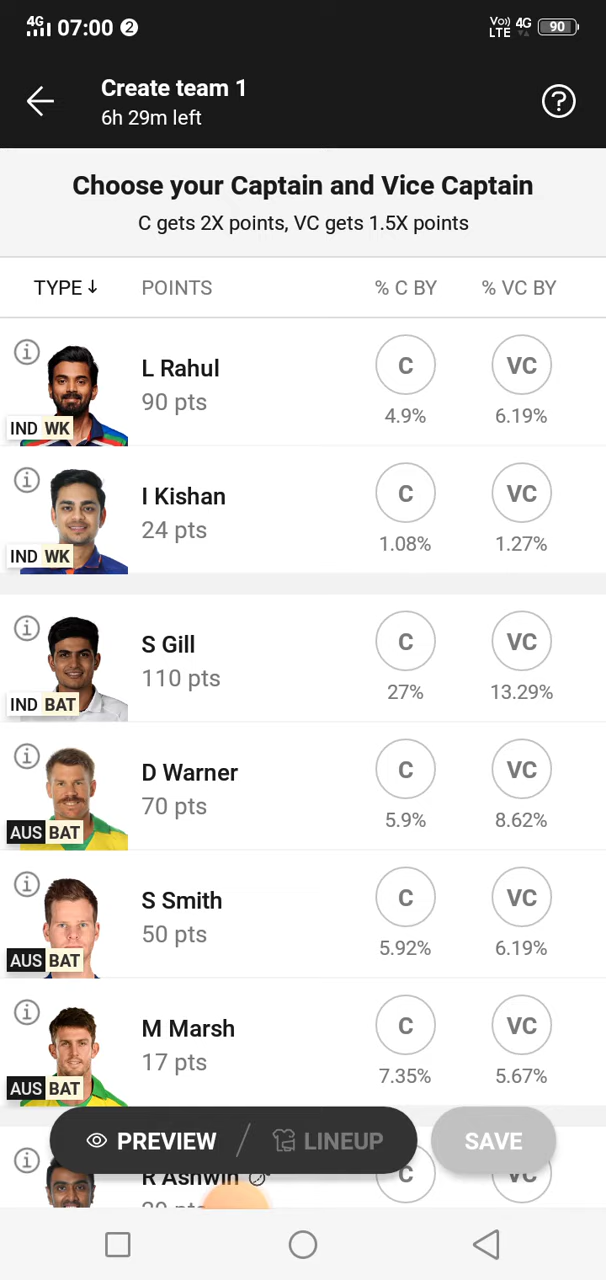 4G 07:00 2 Vo) LTE 4G 90
Create team 1
6h 29m left
?
Choose your Captain and Vice Captain
C gets 2X points, VC gets 1.5X points
TYPE↓ POINTS % C BY % VC BY
L Rahul
90 pts
C VC
4.9% 6.19%
IND WK
I Kishan
24 pts
C VC
1.08% 1.27%
IND WK
S Gill
110 pts
C VC
27% 13.29%
IND BAT
D Warner
70 pts
C VC
5.9% 8.62%
AUS BAT
S Smith
50 pts
C VC
5.92% 6.19%
AUS BAT
M Marsh
17 pts
C VC
7.35% 5.67%
AUS BAT
PREVIEW / LINEUP SAVE
R Ashwin
C VC